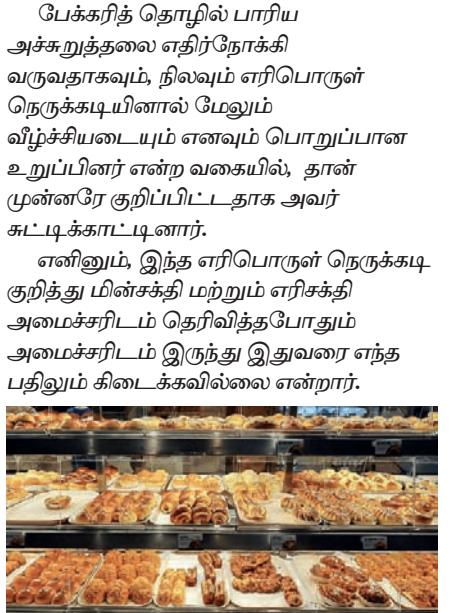 பேக்கரித் தொழில் பாரிய
அச்சுறுத்தலை எதிர்நோக்கி
வருவதாகவும், நிலவும் எரிபொருள்
நெருக்கடியினால் மேலும்
வீழ்ச்சியடையும் எனவும் பொறுப்பான
உறுப்பினர் என்ற வகையில், தான்
முன்னரே குறிப்பிட்டதாக அவர்
சுட்டிக்காட்டினார்.
எனினும், இந்த எரிபொருள் நெருக்கடி
குறித்து மின்சக்தி மற்றும் எரிசக்தி
அமைச்சரிடம் தெரிவித்தபோதும்
அமைச்சரிடம் இருந்து இதுவரை எந்த
பதிலும் கிடைக்கவில்லை என்றார்.